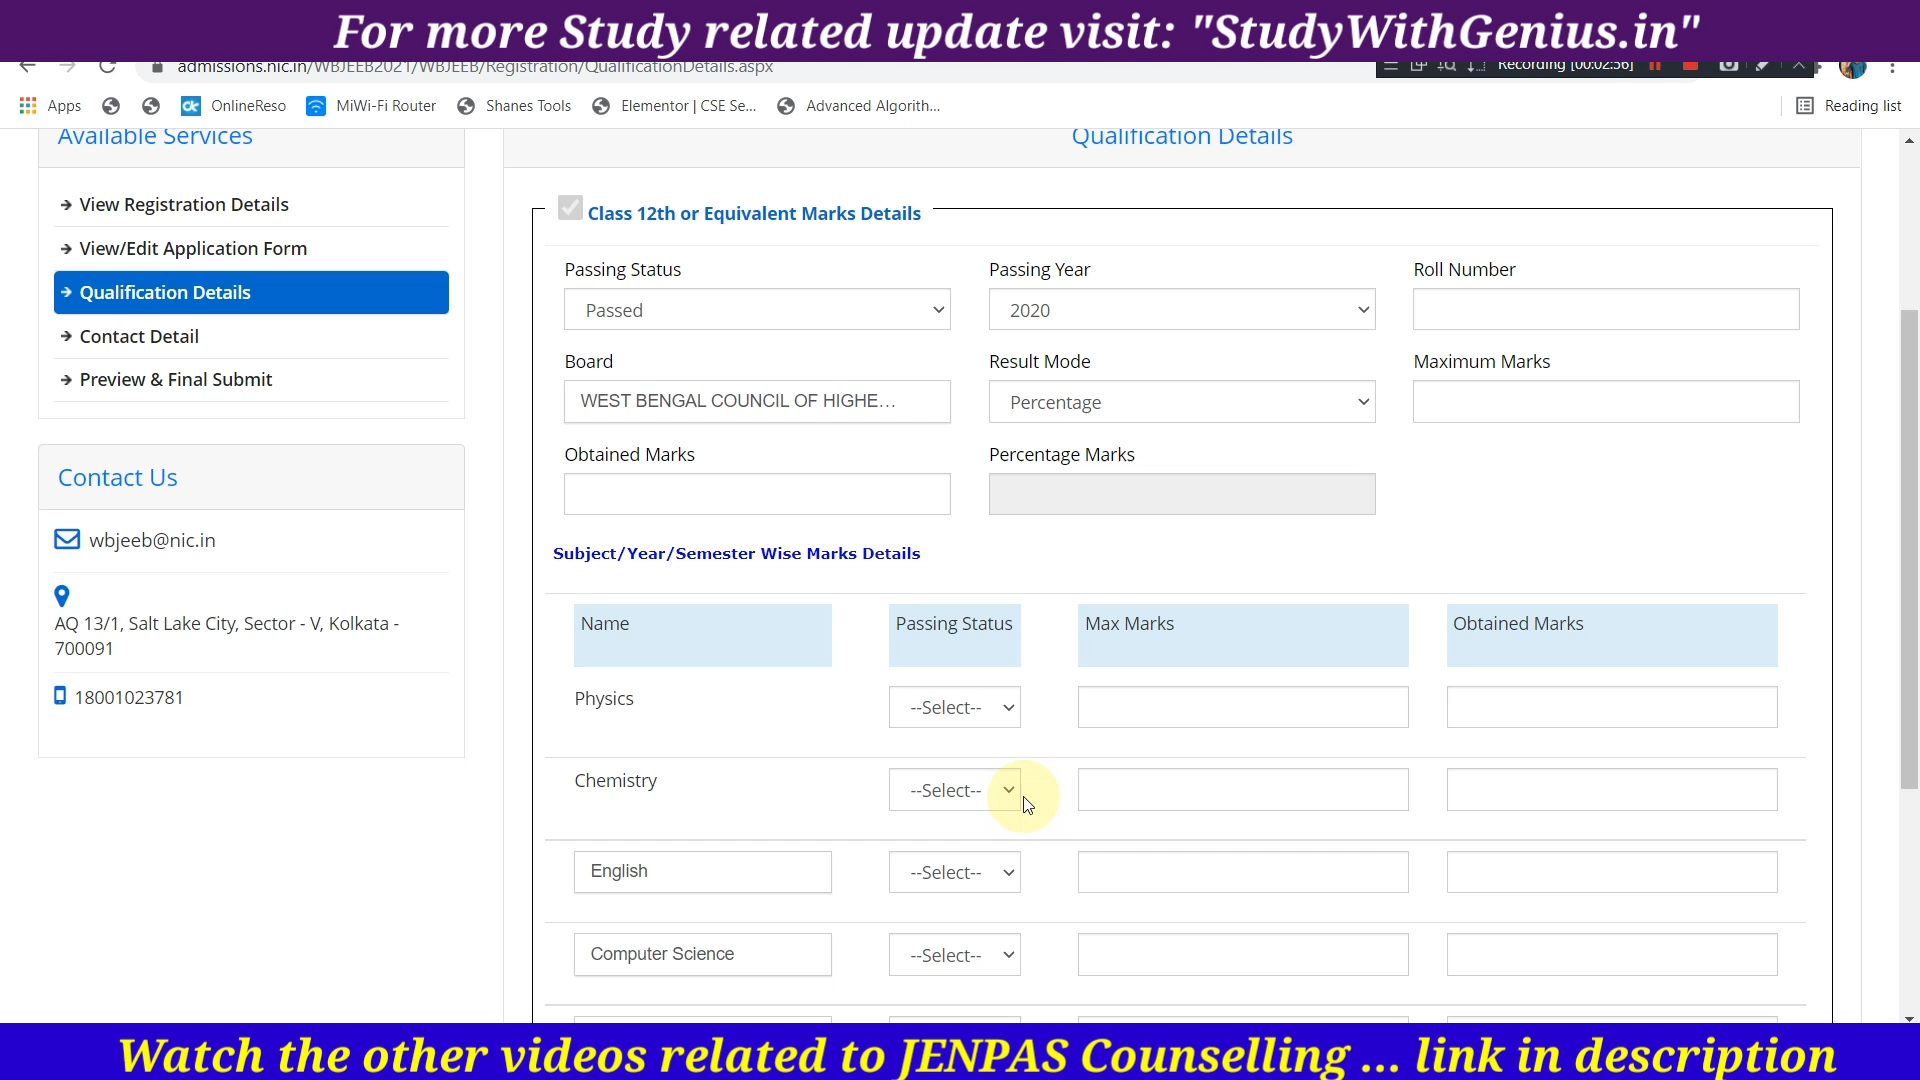 For more Study related update visit: "StudyWithGenius.in"
admissions.nic.in/WBJEEB2021/WBJEEB/Registration/QualificationDetails.aspx
Recording [00:02:56]
Apps
OnlineReso
MiWi-Fi Router
Shanes Tools
Elementor | CSE Se...
Advanced Algorith...
Reading list
Available Services
Qualification Details
View Registration Details
View/Edit Application Form
Qualification Details
Contact Detail
Preview & Final Submit
Contact Us
wbjeeb@nic.in
AQ 13/1, Salt Lake City, Sector - V, Kolkata -
700091
18001023781
Class 12th or Equivalent Marks Details
Passing Status
Passing Year
Roll Number
Passed
2020
Board
Result Mode
Maximum Marks
WEST BENGAL COUNCIL OF HIGHE...
Percentage
Obtained Marks
Percentage Marks
Subject/Year/Semester Wise Marks Details
Name
Passing Status
Max Marks
Obtained Marks
Physics
--Select--
Chemistry
--Select--
English
--Select--
Computer Science
--Select--
Watch the other videos related to JENPAS Counselling ... link in description